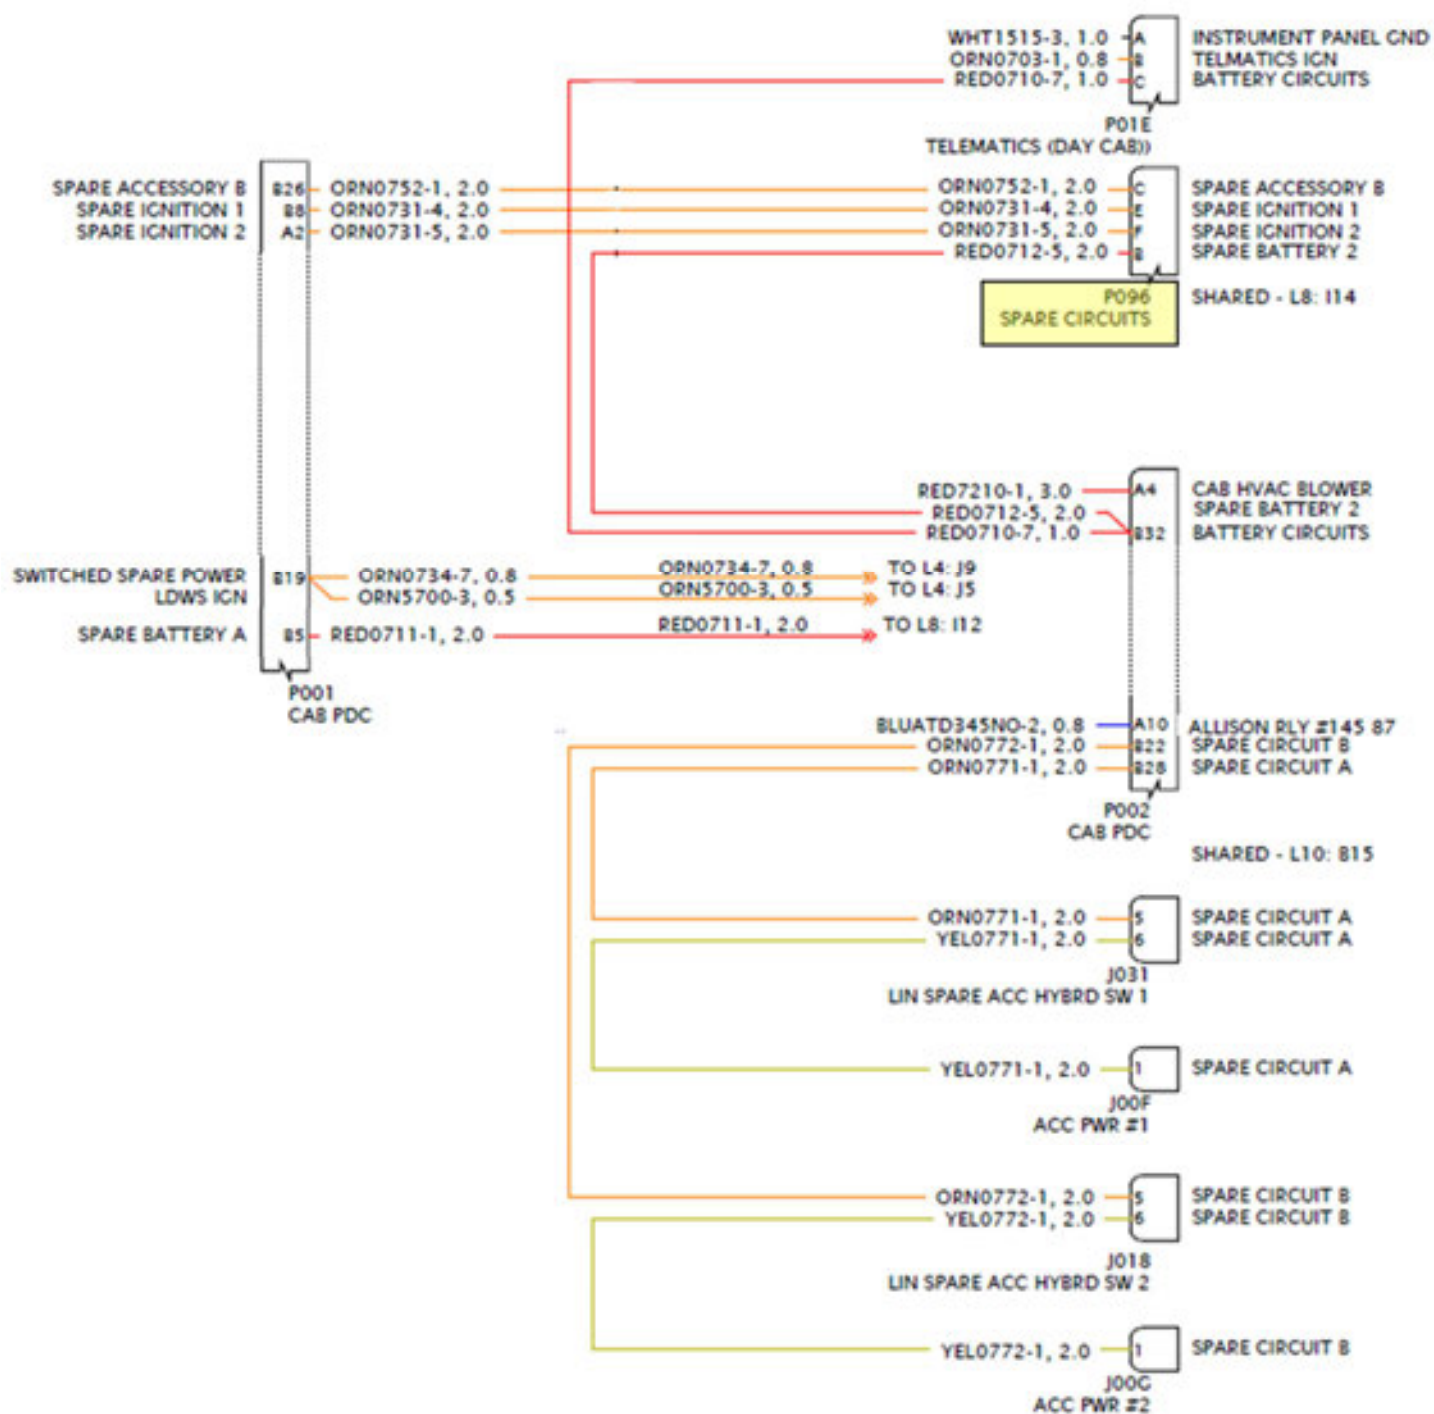 WHT1515-3, 1.0 A INSTRUMENT PANEL GND
ORN0703-1, 0.8 B TELMATICS IGN
RED0710-7, 1.0 C BATTERY CIRCUITS
P01E
TELEMATICS (DAY CAB))
SPARE ACCESSORY B B26 ORN0752-1, 2.0 ORN0752-1, 2.0 C SPARE ACCESSORY B
SPARE IGNITION 1 B8 ORN0731-4, 2.0 ORN0731-4, 2.0 E SPARE IGNITION 1
SPARE IGNITION 2 A2 ORN0731-5, 2.0 ORN0731-5, 2.0 F SPARE IGNITION 2
RED0712-5, 2.0 B SPARE BATTERY 2
P096 SHARED - L8: I14
SPARE CIRCUITS
RED7210-1, 3.0 A4 CAB HVAC BLOWER
RED0712-5, 2.0 SPARE BATTERY 2
RED0710-7, 1.0 B32 BATTERY CIRCUITS
SWITCHED SPARE POWER B19 ORN0734-7, 0.8 ORN0734-7, 0.8 TO L4: J9
LDWS IGN ORN5700-3, 0.5 ORN5700-3, 0.5 TO L4: J5
SPARE BATTERY A B5 RED0711-1, 2.0 RED0711-1, 2.0 TO L8: I12
P001
CAB PDC
BLUATD345NO-2, 0.8 A10 ALLISON RLY #145 87
ORN0772-1, 2.0 B22 SPARE CIRCUIT B
ORN0771-1, 2.0 B28 SPARE CIRCUIT A
P002
CAB PDC
SHARED - L10: B15
ORN0771-1, 2.0 5 SPARE CIRCUIT A
YEL0771-1, 2.0 6 SPARE CIRCUIT A
J031
LIN SPARE ACC HYBRD SW 1
YEL0771-1, 2.0 1 SPARE CIRCUIT A
J00F
ACC PWR #1
ORN0772-1, 2.0 5 SPARE CIRCUIT B
YEL0772-1, 2.0 6 SPARE CIRCUIT B
J018
LIN SPARE ACC HYBRD SW 2
YEL0772-1, 2.0 1 SPARE CIRCUIT B
J00G
ACC PWR #2